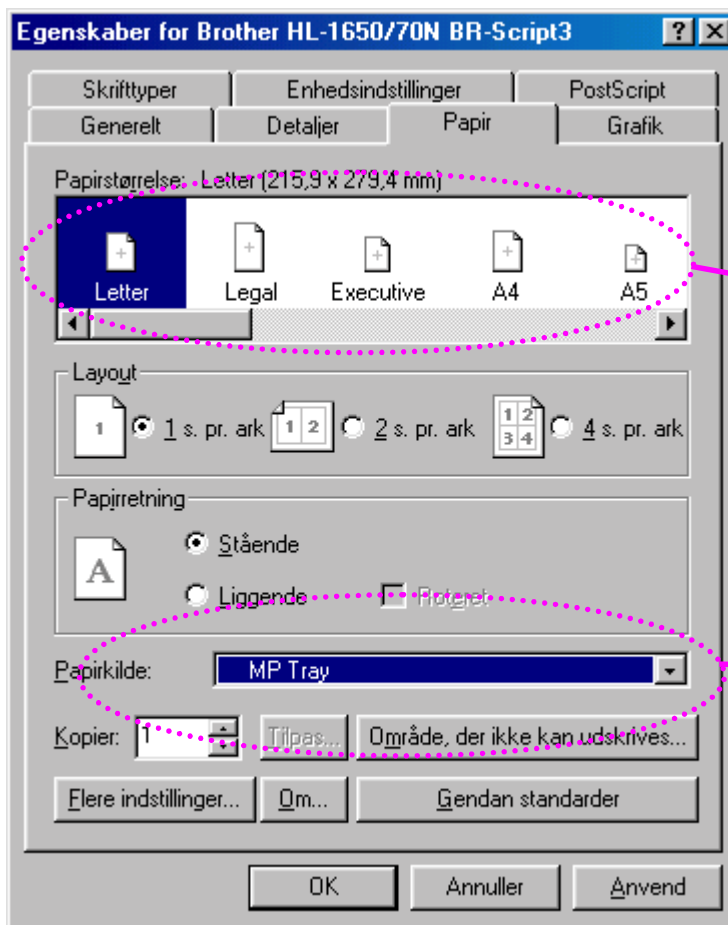 Egenskaber for Brother HL-1650/70N BR-Script3
Skrifttyper Enhedsindstillinger PostScript
Generelt Detaljer Papir Grafik
Papirstørrelse: Letter (215,9 x 279,4 mm)
Letter Legal Executive A4 A5
Layout
1 1 s. pr. ark 1 2 2 s. pr. ark 1 2 3 4 4 s. pr. ark
Papirretning
A
Stående
Liggende Roteret
Papirkilde: MP Tray
Kopier: 1 Tilpas... Område, der ikke kan udskrives...
Flere indstillinger... Om... Gendan standarder
OK Annuller Anvend